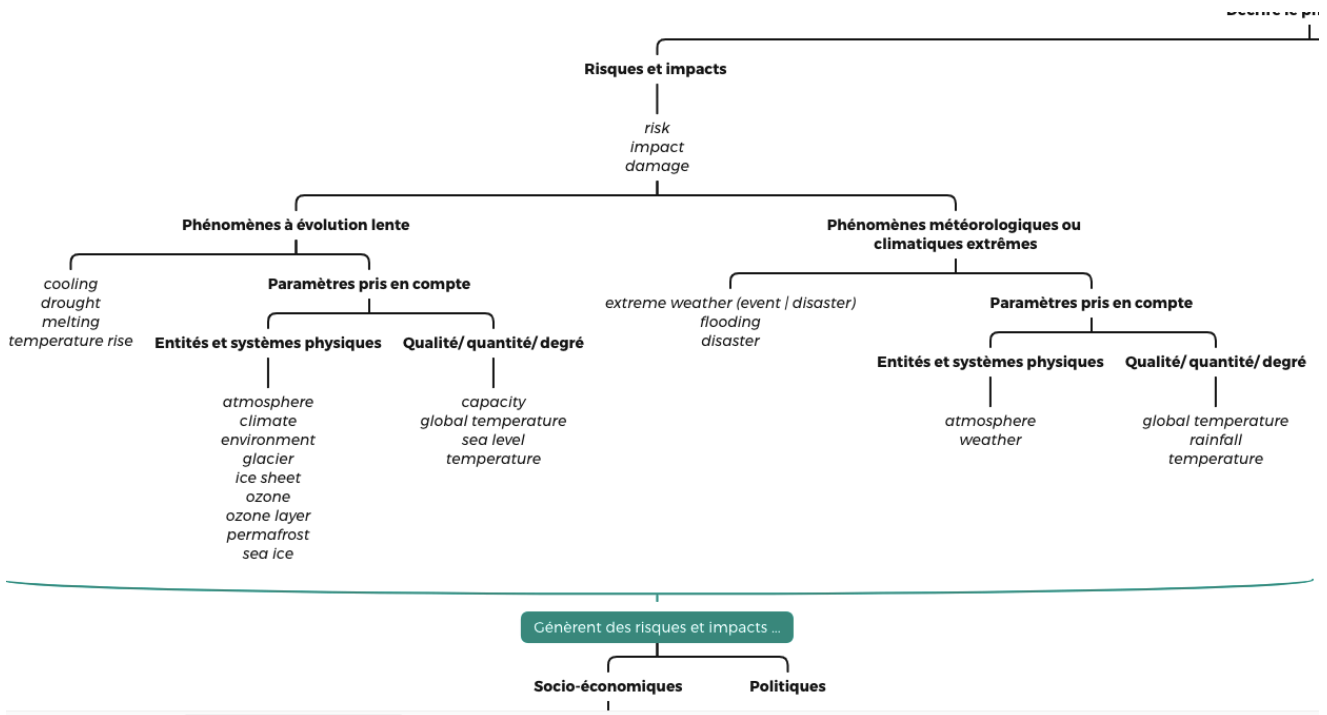 Risques et impacts
risk
impact
damage
Phénomènes à évolution lente
cooling
drought
melting
temperature rise
Paramètres pris en compte
Entités et systèmes physiques
atmosphere
climate
environment
glacier
ice sheet
ozone
ozone layer
permafrost
sea ice
Qualité/ quantité/ degré
capacity
global temperature
sea level
temperature
Phénomènes météorologiques ou
climatiques extrêmes
extreme weather (event | disaster)
flooding
disaster
Paramètres pris en compte
Entités et systèmes physiques
atmosphere
weather
Qualité/ quantité/ degré
global temperature
rainfall
temperature
Génèrent des risques et impacts ...
Socio-économiques
Politiques